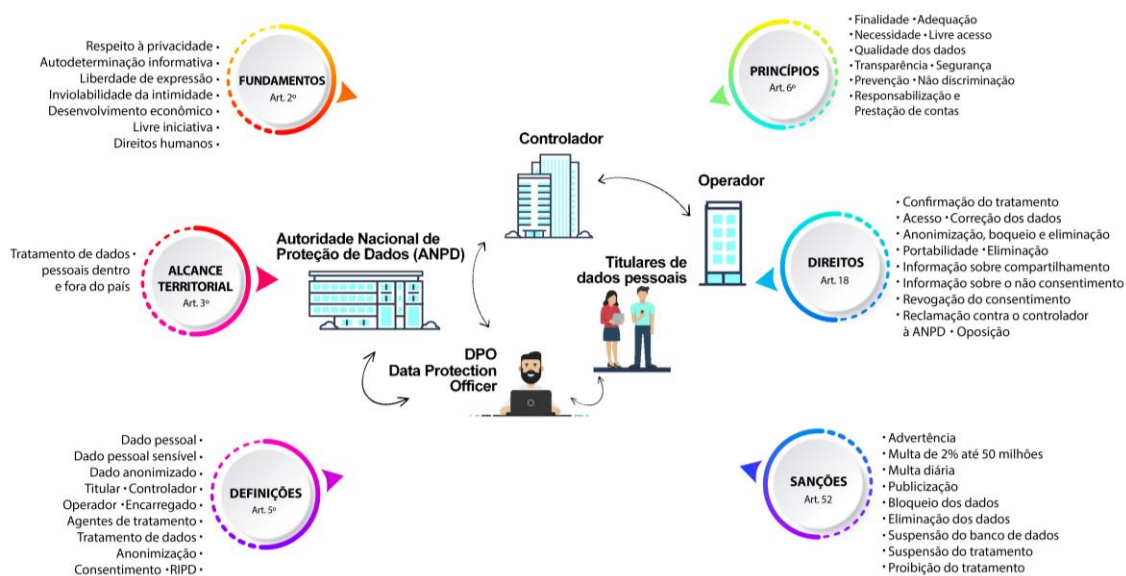 Respeito à privacidade •
Autodeterminação informativa •
Liberdade de expressão •
Inviolabilidade da intimidade •
Desenvolvimento econômico •
Livre iniciativa •
Direitos humanos •
FUNDAMENTOS
Art. 2º
PRINCÍPIOS
Art. 6º
• Finalidade • Adequação
• Necessidade • Livre acesso
• Qualidade dos dados
• Transparência • Segurança
• Prevenção • Não discriminação
• Responsabilização e
Prestação de contas
Controlador
Operador
Tratamento de dados •
pessoais dentro
e fora do país
ALCANCE
TERRITORIAL
Art. 3º
Autoridade Nacional de
Proteção de Dados (ANPD)
Titulares de
dados pessoais
DIREITOS
Art. 18
• Confirmação do tratamento
• Acesso • Correção dos dados
• Anonimização, boqueio e eliminação
• Portabilidade • Eliminação
• Informação sobre compartilhamento
• Informação sobre o não consentimento
• Revogação do consentimento
• Reclamação contra o controlador
à ANPD • Oposição
DPO
Data Protection
Officer
Dado pessoal •
Dado pessoal sensível •
Dado anonimizado •
Titular • Controlador •
Operador • Encarregado •
Agentes de tratamento •
Tratamento de dados •
Anonimização •
Consentimento • RIPD •
DEFINIÇÕES
Art. 5º
SANÇÕES
Art. 52
• Advertência
• Multa de 2% até 50 milhões
• Multa diária
• Publicização
• Bloqueio dos dados
• Eliminação dos dados
• Suspensão do banco de dados
• Suspensão do tratamento
• Proibição do tratamento